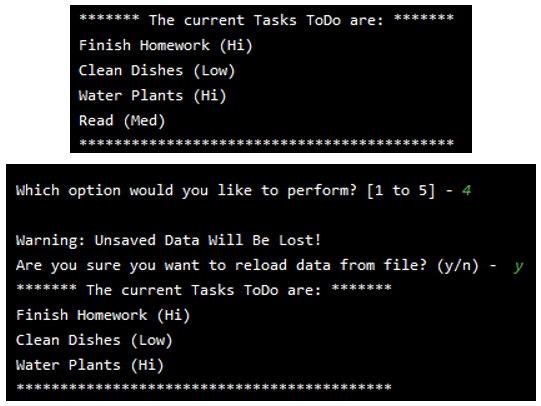 ******* The current Tasks ToDo are: *******
Finish Homework (Hi)
Clean Dishes (Low)
Water Plants (Hi)
Read (Med)
*******************************************
Which option would you like to perform? [1 to 5] - 4
Warning: Unsaved Data Will Be Lost!
Are you sure you want to reload data from file? (y/n) -  y
******* The current Tasks ToDo are: *******
Finish Homework (Hi)
Clean Dishes (Low)
Water Plants (Hi)
*******************************************